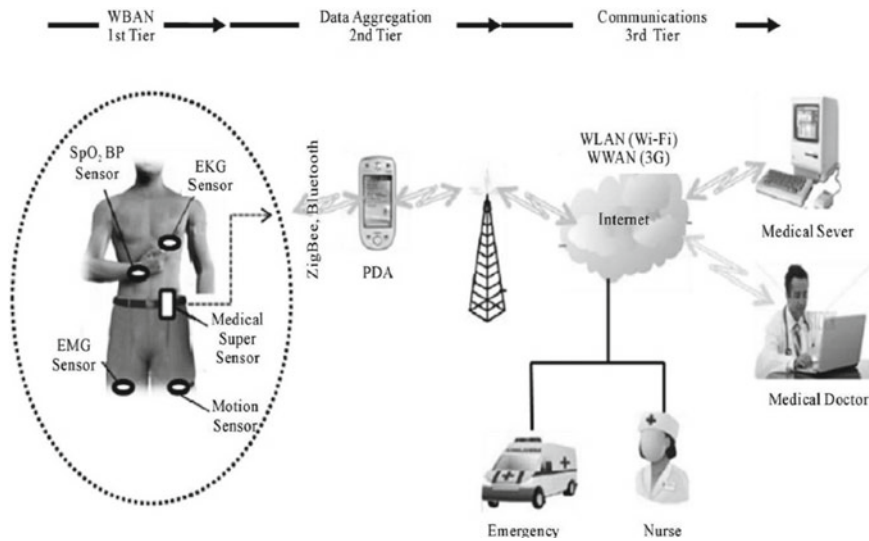 WBAN
1st Tier
Data Aggregation
2nd Tier
Communications
3rd Tier
SpO₂ BP
Sensor
EKG
Sensor
Medical
Super
Sensor
EMG
Sensor
Motion
Sensor
ZigBee, Bluetooth
PDA
WLAN (Wi-Fi)
WWAN (3G)
Internet
Medical Sever
Medical Doctor
Emergency
Nurse